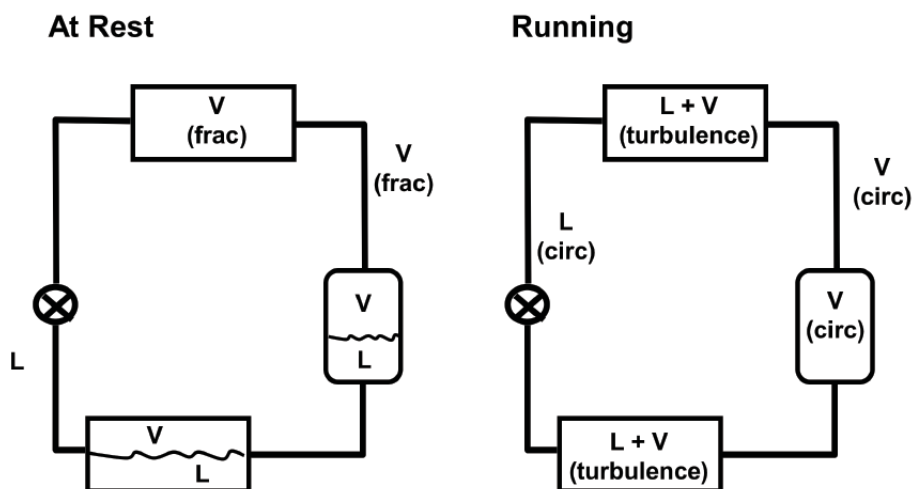 At Rest
V
(frac)
V
(frac)
V
L
L
V
L
Running
L + V
(turbulence)
V
(circ)
L
(circ)
V
(circ)
L + V
(turbulence)